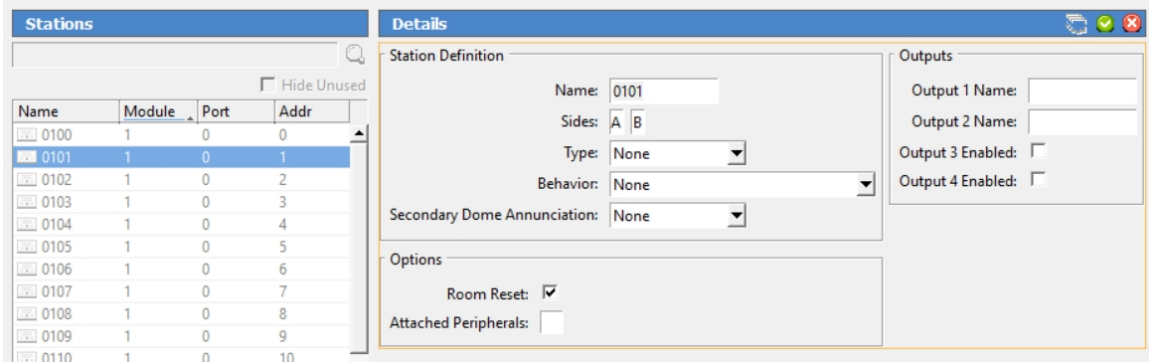 Stations
Hide Unused
Name Module Port Addr
0100 1 0 0
0101 1 0 1
0102 1 0 2
0103 1 0 3
0104 1 0 4
0105 1 0 5
0106 1 0 6
0107 1 0 7
0108 1 0 8
0109 1 0 9
0110 1 0 10
Details
Station Definition
Name: 0101
Sides: A B
Type: None
Behavior: None
Secondary Dome Annunciation: None
Options
Room Reset:
Attached Peripherals:
Outputs
Output 1 Name:
Output 2 Name:
Output 3 Enabled:
Output 4 Enabled: